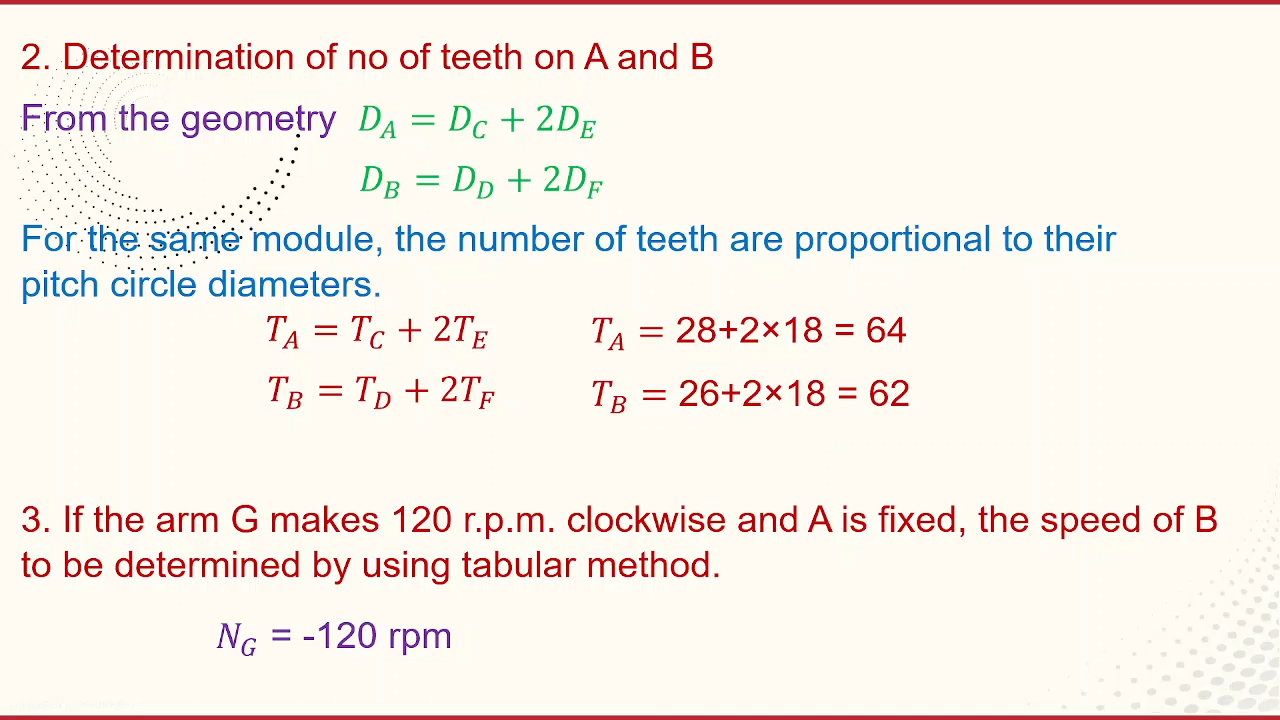 2. Determination of no of teeth on A and B
From the geometry D_A = D_C + 2D_E
D_B = D_D + 2D_F
For the same module, the number of teeth are proportional to their
pitch circle diameters.
T_A = T_C + 2T_E T_A = 28+2×18 = 64
T_B = T_D + 2T_F T_B = 26+2×18 = 62
3. If the arm G makes 120 r.p.m. clockwise and A is fixed, the speed of B
to be determined by using tabular method.
N_G = -120 rpm